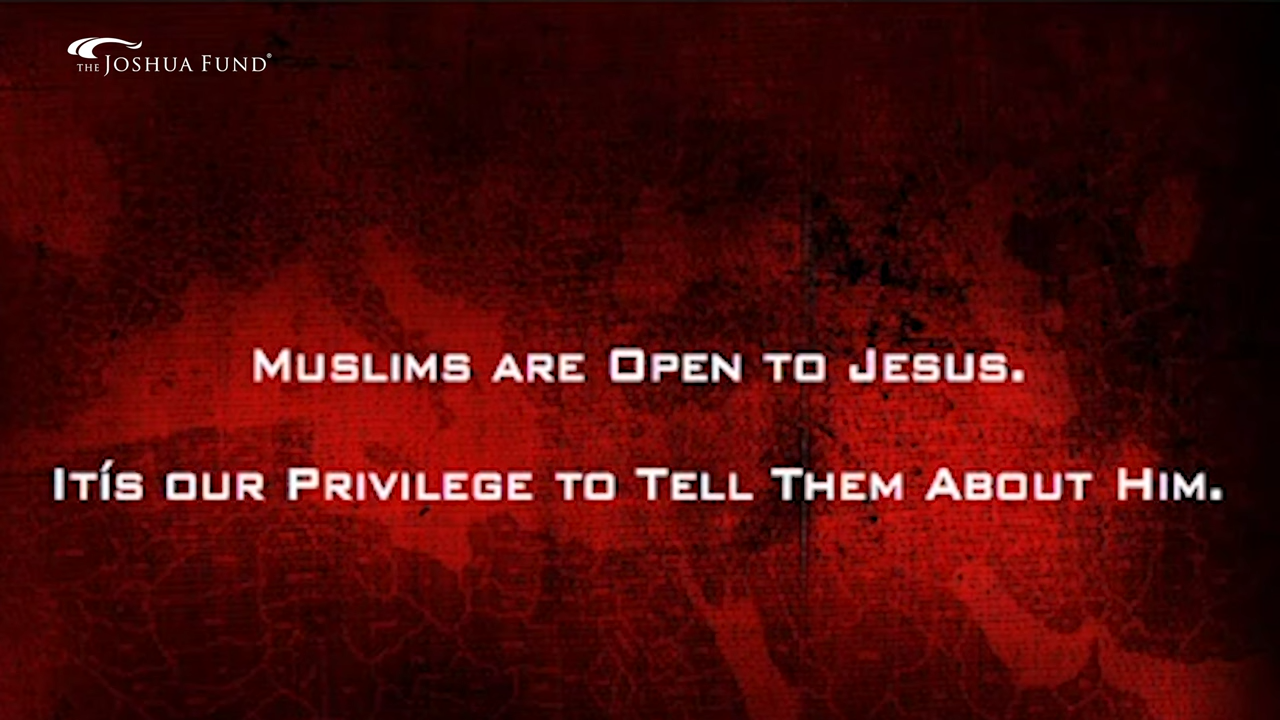 THE JOSHUA FUND®
MUSLIMS ARE OPEN TO JESUS.
ITÍS OUR PRIVILEGE TO TELL THEM ABOUT HIM.